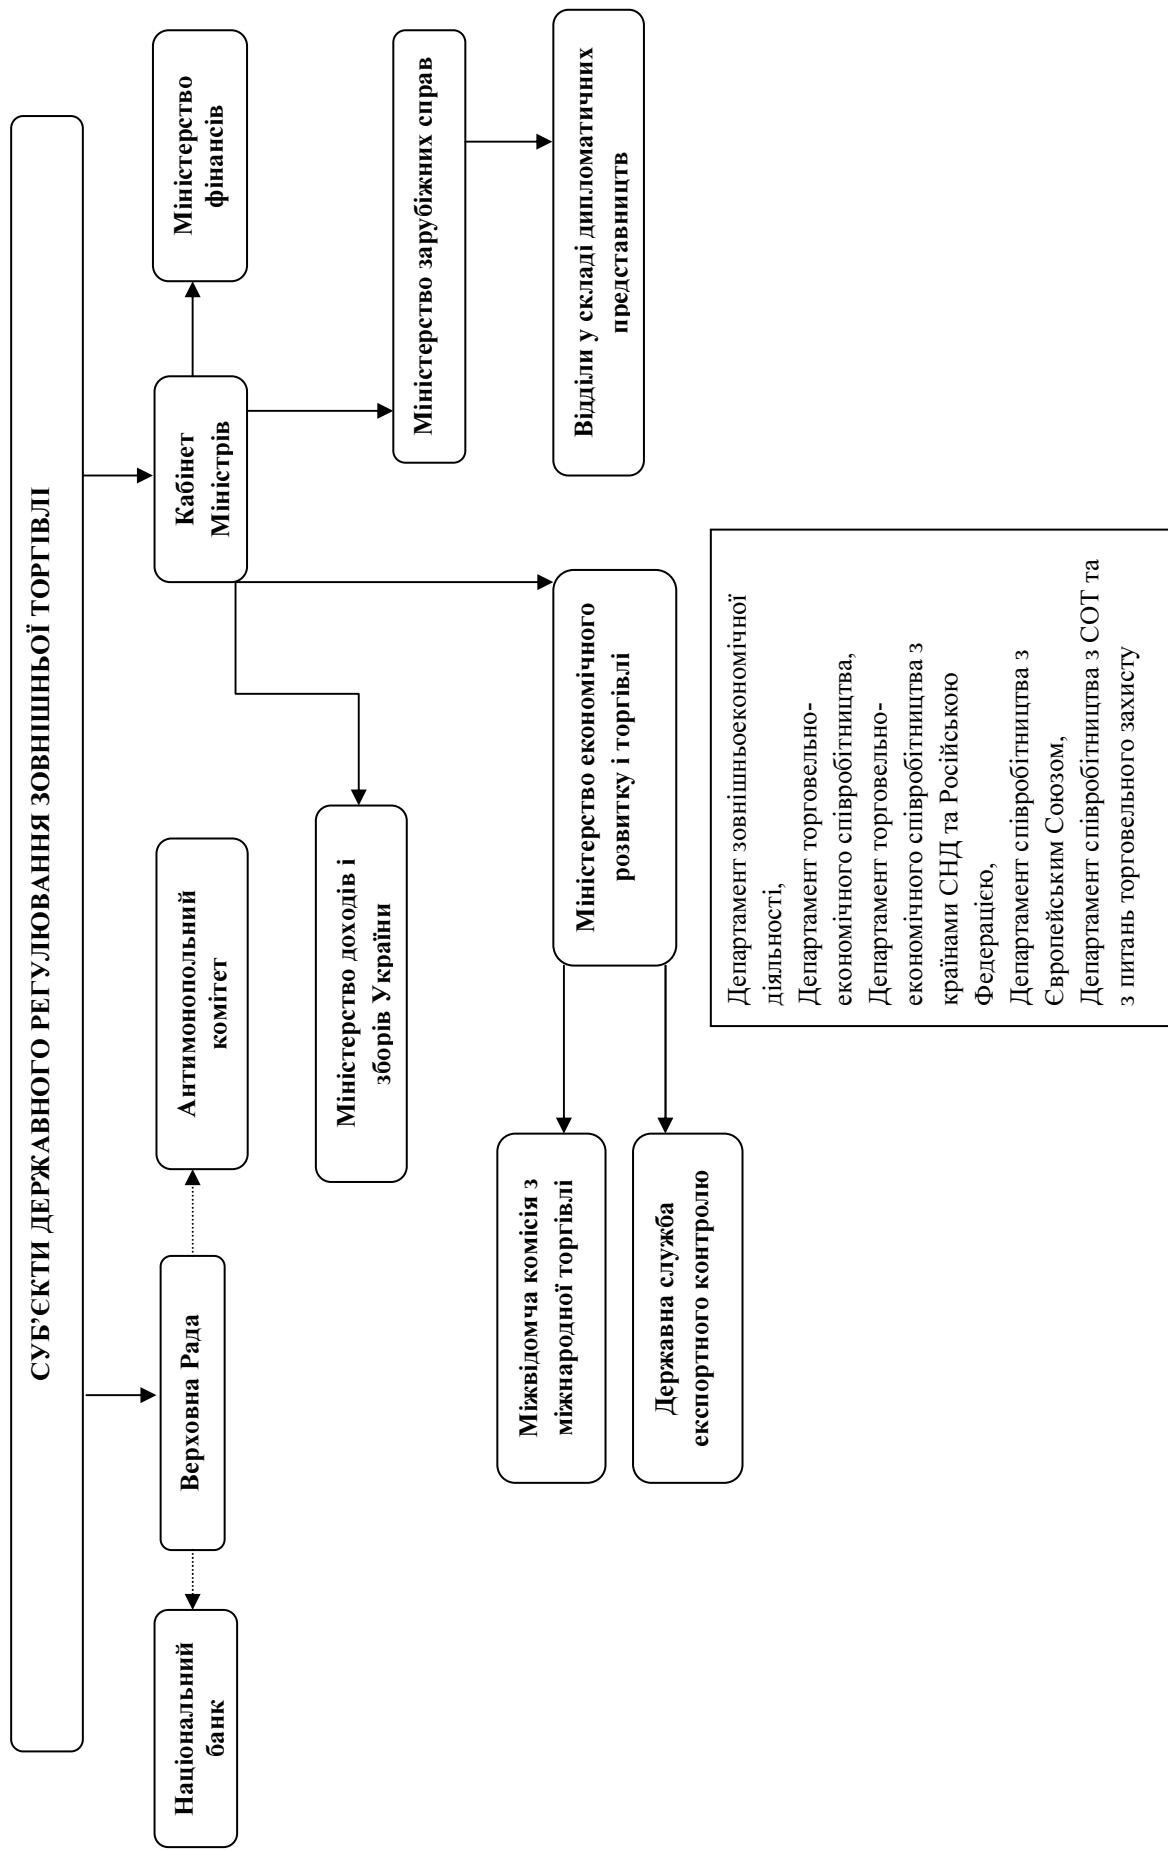 СУБ’ЄКТИ ДЕРЖАВНОГО РЕГУЛЮВАННЯ ЗОВНІШНЬОЇ ТОРГІВЛІ
Національний
банк
Верховна Рада
Антимонопольний
комітет
Кабінет
Міністрів
Міністерство
фінансів
Міністерство доходів і
зборів України
Міністерство зарубіжних справ
Міжвідомча комісія з
міжнародної торгівлі
Державна служба
експортного контролю
Міністерство економічного
розвитку і торгівлі
Відділи у складі дипломатичних
представництв
Департамент зовнішньоекономічної
діяльності,
Департамент торговельно-
економічного співробітництва,
Департамент торговельно-
економічного співробітництва з
країнами СНД та Російською
Федерацією,
Департамент співробітництва з
Європейським Союзом,
Департамент співробітництва з СОТ та
з питань торговельного захисту